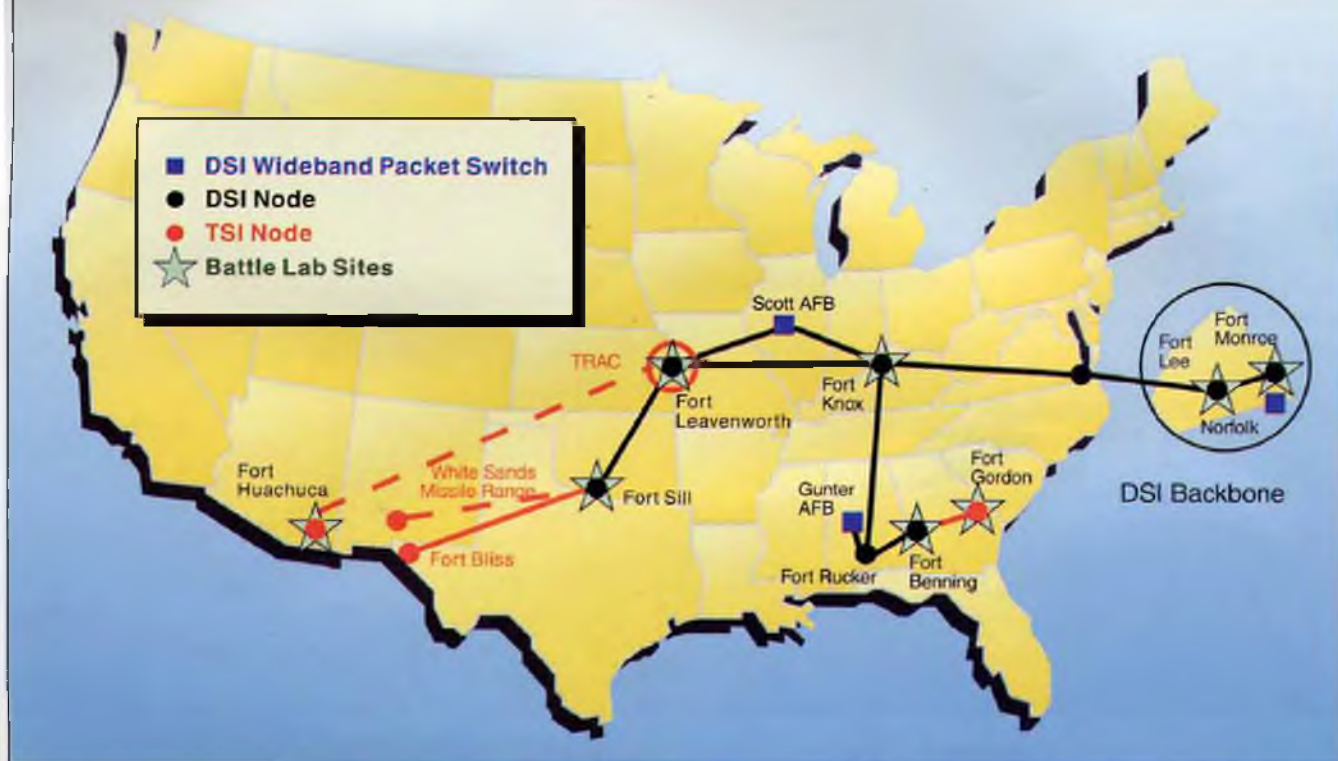 DSI Wideband Packet Switch
DSI Node
TSI Node
Battle Lab Sites
Scott AFB
Fort
Monroe
Fort
Lee
TRAC
Fort
Knox
Fort
Leavenworth
Norfolk
Fort
Huachuca
White Sands
Missile Range
Fort Sill
Gunter
AFB
Fort
Gordon
DSI Backbone
Fort Bliss
Fort Rucker
Fort
Benning